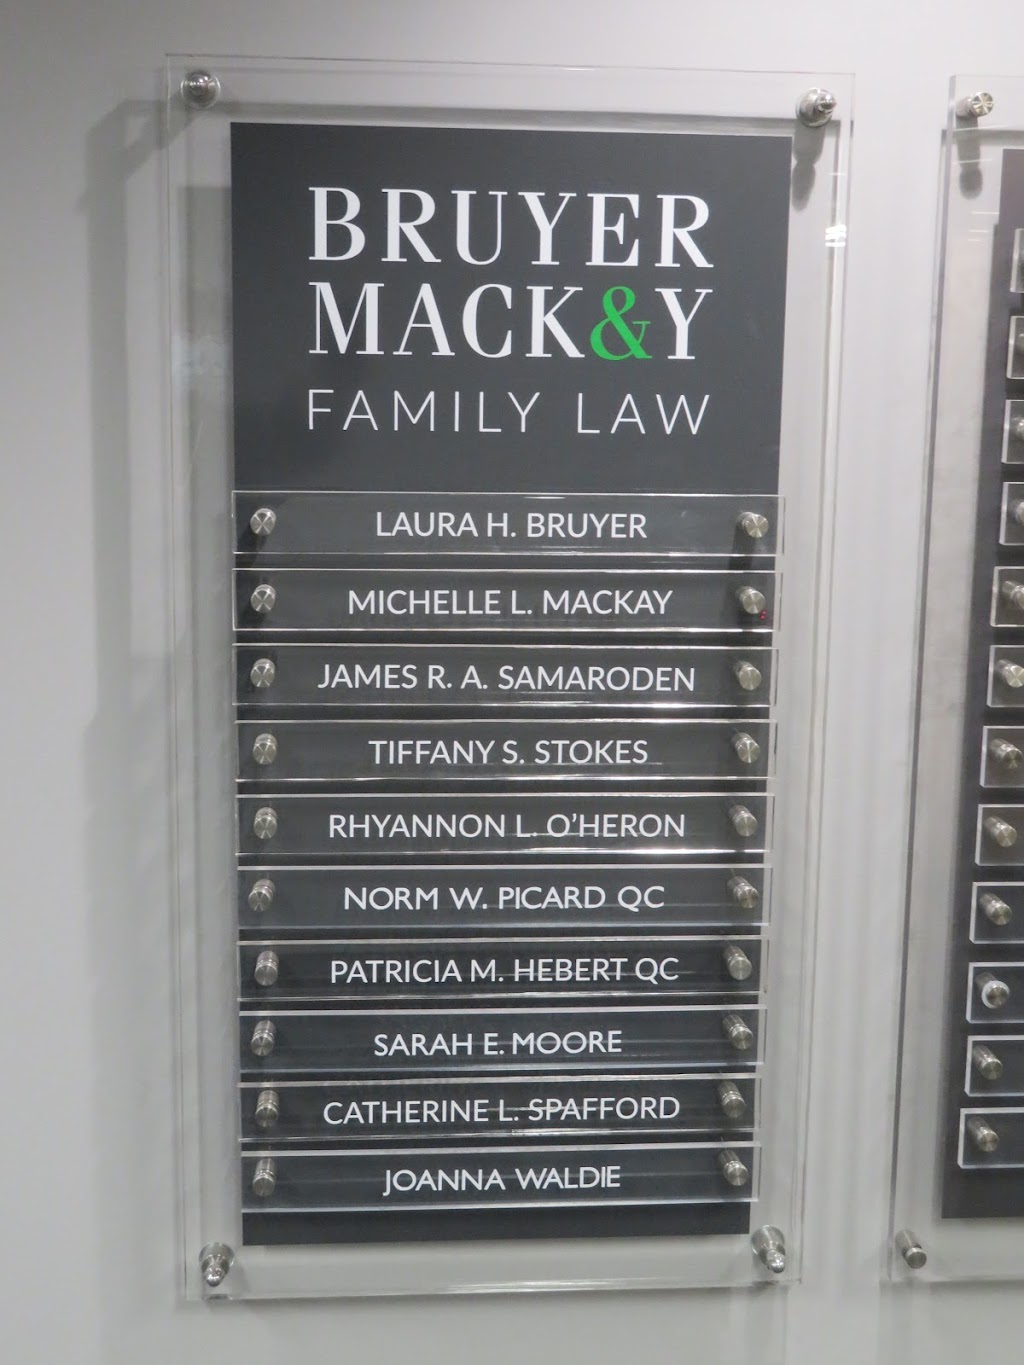 BRUYER
MACK&Y
FAMILY LAW
LAURA H. BRUYER
MICHELLE L. MACKAY
JAMES R. A. SAMARODEN
TIFFANY S. STOKES
RHYANNON L. O'HERON
NORM W. PICARD QC
PATRICIA M. HEBERT QC
SARAH E. MOORE
CATHERINE L. SPAFFORD
JOANNA WALDIE